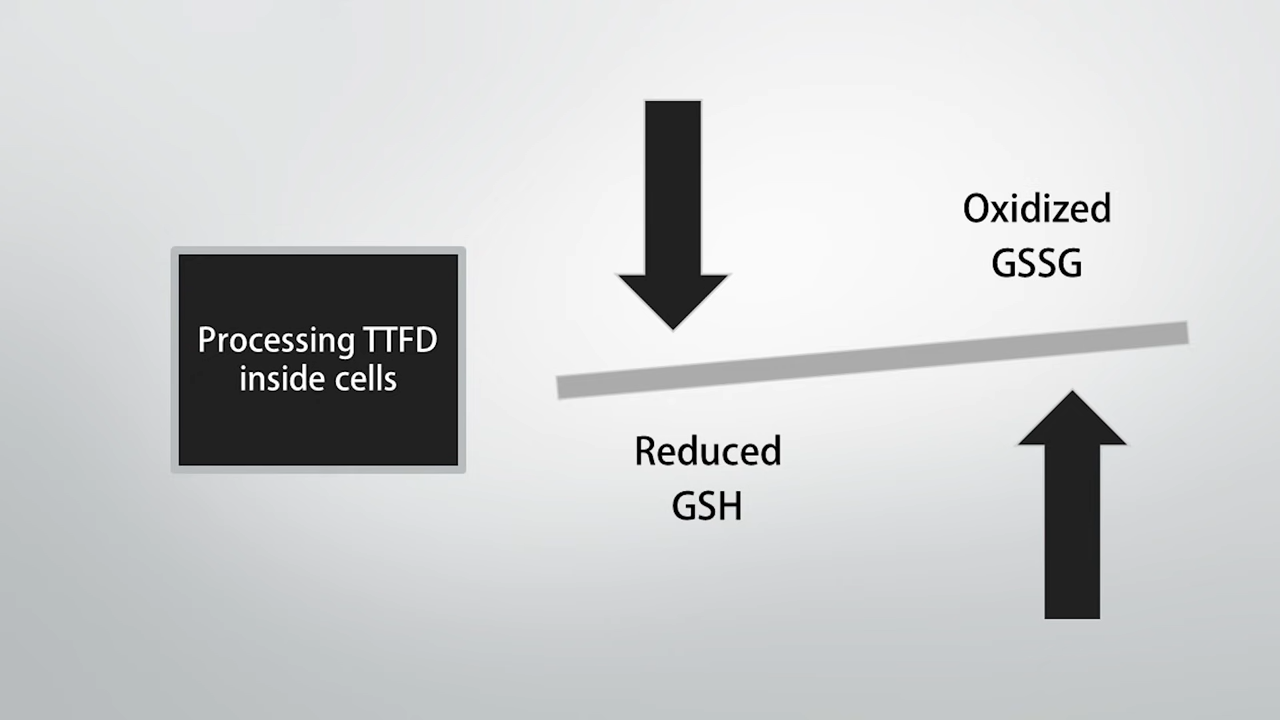 Processing TTFD
inside cells
Oxidized
GSSG
Reduced
GSH